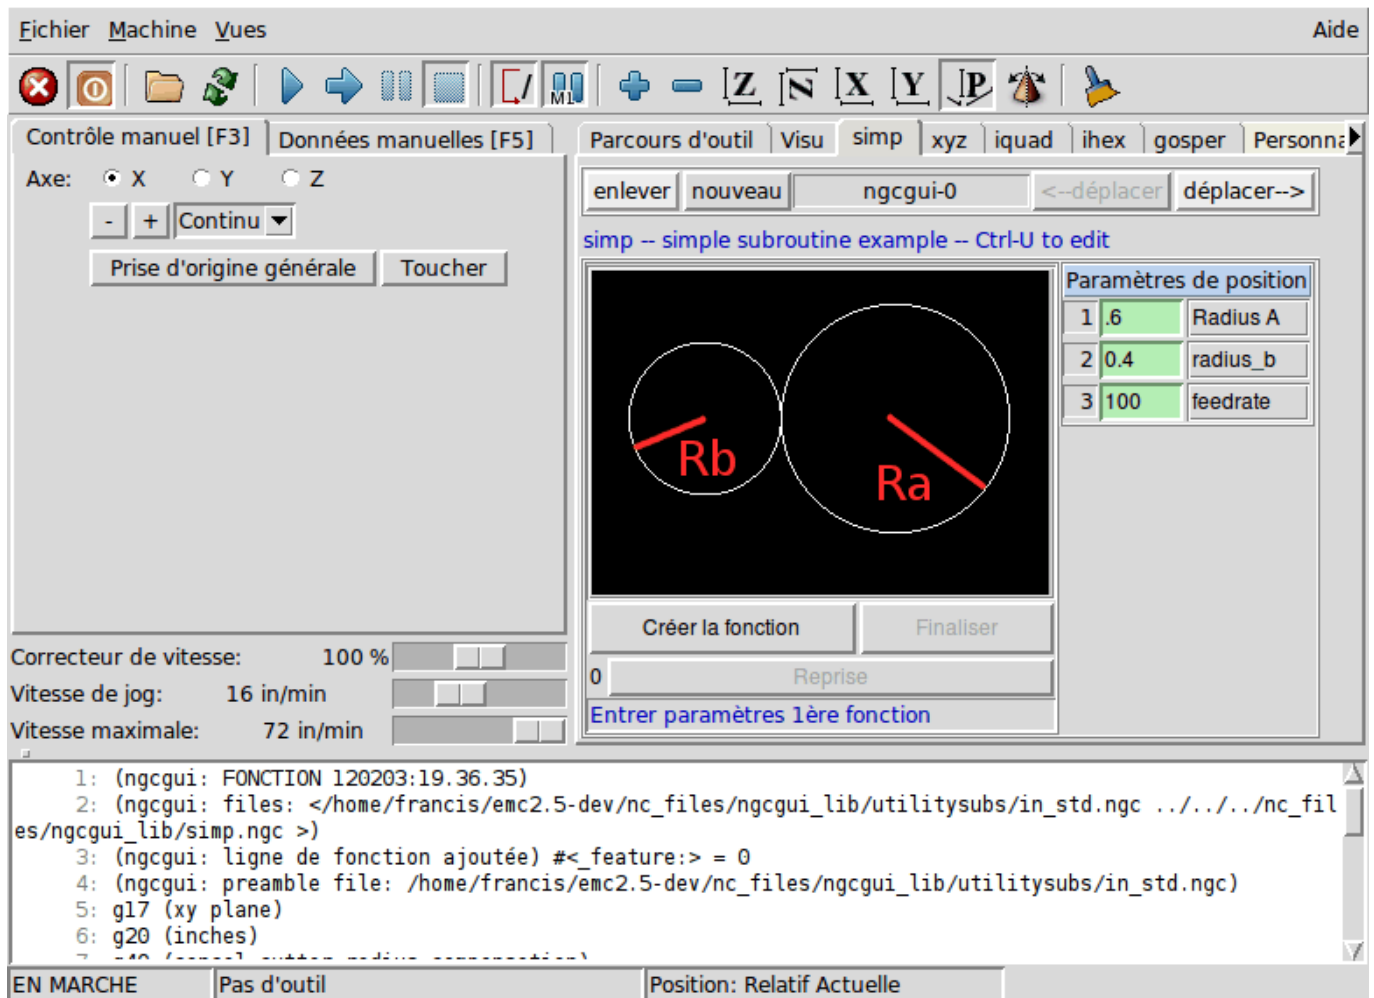 Fichier Machine Vues Aide
M1 Z N X Y P
Contrôle manuel [F3] Données manuelles [F5]
Axe: X Y Z
- + Continu
Prise d'origine générale Toucher
Parcours d'outil Visu simp xyz iquad ihex gosper Personna
enlever nouveau ngcgui-0 <--déplacer déplacer-->
simp -- simple subroutine example -- Ctrl-U to edit
Rb
Ra
Paramètres de position
1 .6 Radius A
2 0.4 radius_b
3 100 feedrate
Créer la fonction Finaliser
0 Reprise
Entrer paramètres 1ère fonction
Correcteur de vitesse: 100 %
Vitesse de jog: 16 in/min
Vitesse maximale: 72 in/min
1: (ngcgui: FONCTION 120203:19.36.35)
2: (ngcgui: files: </home/francis/emc2.5-dev/nc_files/ngcgui_lib/utilitysubs/in_std.ngc ../../../nc_fil
es/ngcgui_lib/simp.ngc >)
3: (ngcgui: ligne de fonction ajoutée) #<_feature:> = 0
4: (ngcgui: preamble file: /home/francis/emc2.5-dev/nc_files/ngcgui_lib/utilitysubs/in_std.ngc)
5: g17 (xy plane)
6: g20 (inches)
7: g40 (cancel cutter radius compensation)
EN MARCHE Pas d'outil Position: Relatif Actuelle